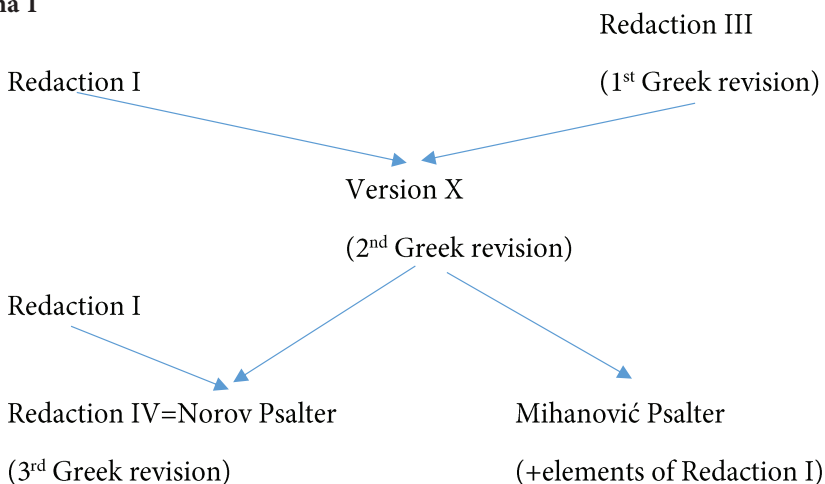 Redaction III
Redaction I
(1st Greek revision)
Version X
(2nd Greek revision)
Redaction I
Redaction IV=Norov Psalter
Mihanović Psalter
(3rd Greek revision)
(+elements of Redaction I)